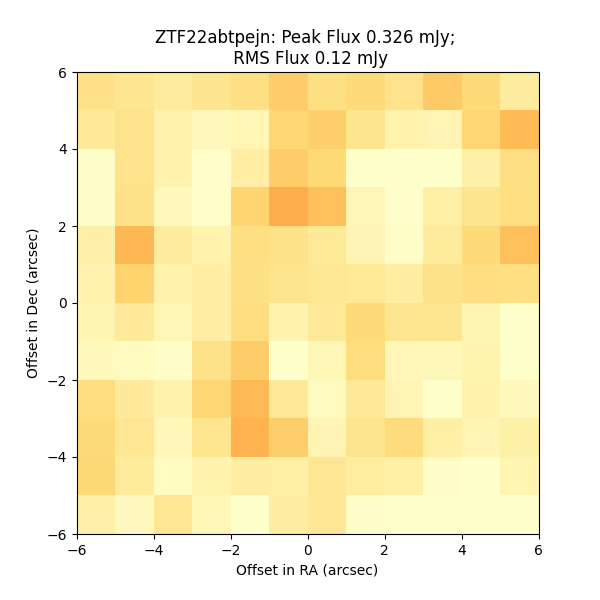 ZTF22abtpejn: Peak Flux 0.326 mJy;
RMS Flux 0.12 mJy
6
4
2
0
−2
−4
−6
Offset in Dec (arcsec)
−6 −4 −2 0 2 4 6
Offset in RA (arcsec)